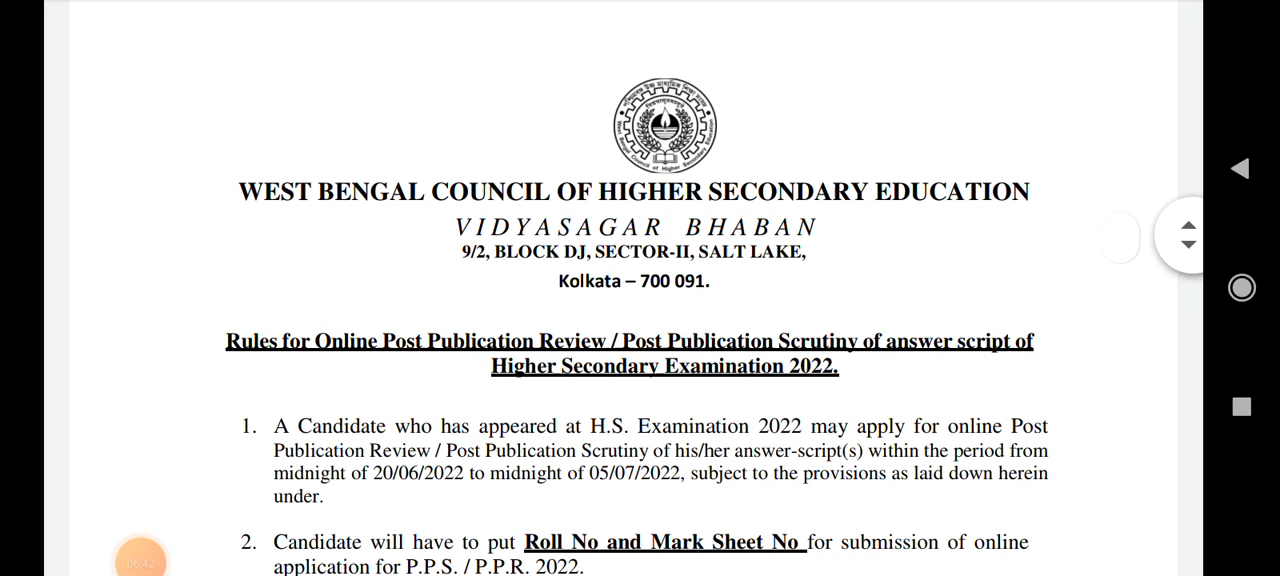 WEST BENGAL COUNCIL OF HIGHER SECONDARY EDUCATION
VIDYASAGAR BHABAN
9/2, BLOCK DJ, SECTOR-II, SALT LAKE,
Kolkata – 700 091.
Rules for Online Post Publication Review / Post Publication Scrutiny of answer script of
Higher Secondary Examination 2022.
1. A Candidate who has appeared at H.S. Examination 2022 may apply for online Post
Publication Review / Post Publication Scrutiny of his/her answer-script(s) within the period from
midnight of 20/06/2022 to midnight of 05/07/2022, subject to the provisions as laid down herein
under.
2. Candidate will have to put Roll No and Mark Sheet No for submission of online
application for P.P.S. / P.P.R. 2022.
06:42